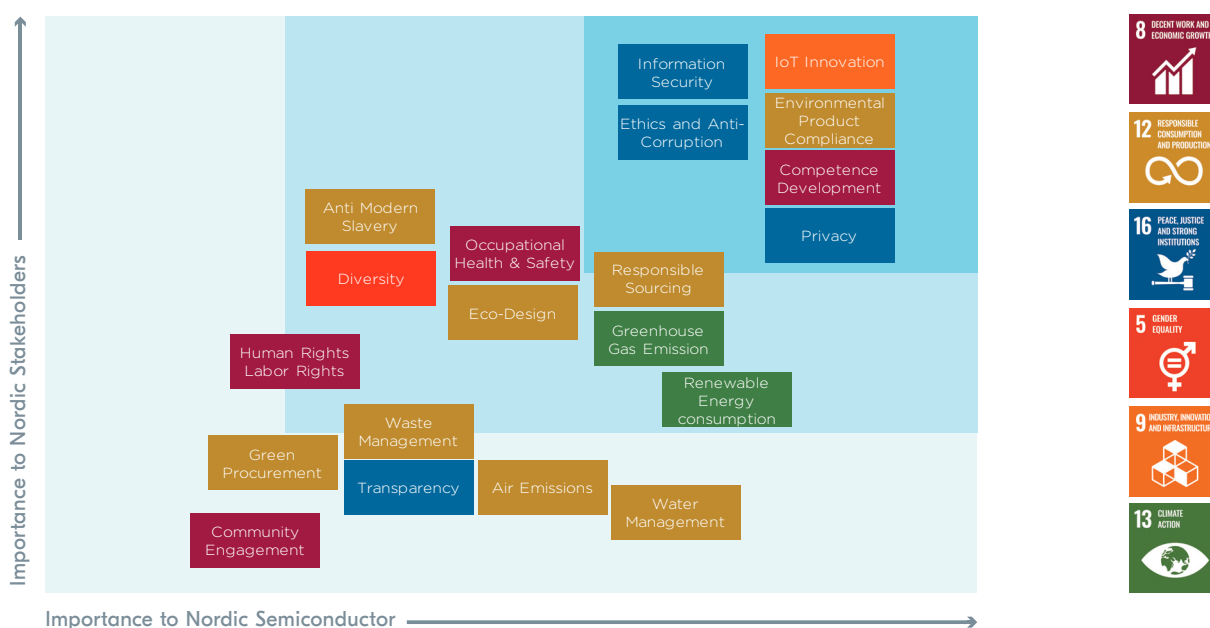 Importance to Nordic Stakeholders
Information
Security
IoT Innovation
Ethics and Anti-
Corruption
Environmental
Product
Compliance
Competence
Development
Privacy
Anti Modern
Slavery
Diversity
Occupational
Health & Safety
Eco-Design
Responsible
Sourcing
Greenhouse
Gas Emission
Human Rights
Labor Rights
Renewable
Energy
consumption
Waste
Management
Green
Procurement
Transparency
Air Emissions
Water
Management
Community
Engagement
Importance to Nordic Semiconductor
8 DECENT WORK AND
ECONOMIC GROWTH
12 RESPONSIBLE
CONSUMPTION
AND PRODUCTION
16 PEACE, JUSTICE
AND STRONG
INSTITUTIONS
5 GENDER
EQUALITY
9 INDUSTRY, INNOVATIO
AND INFRASTRUCTUR
13 CLIMATE
ACTION